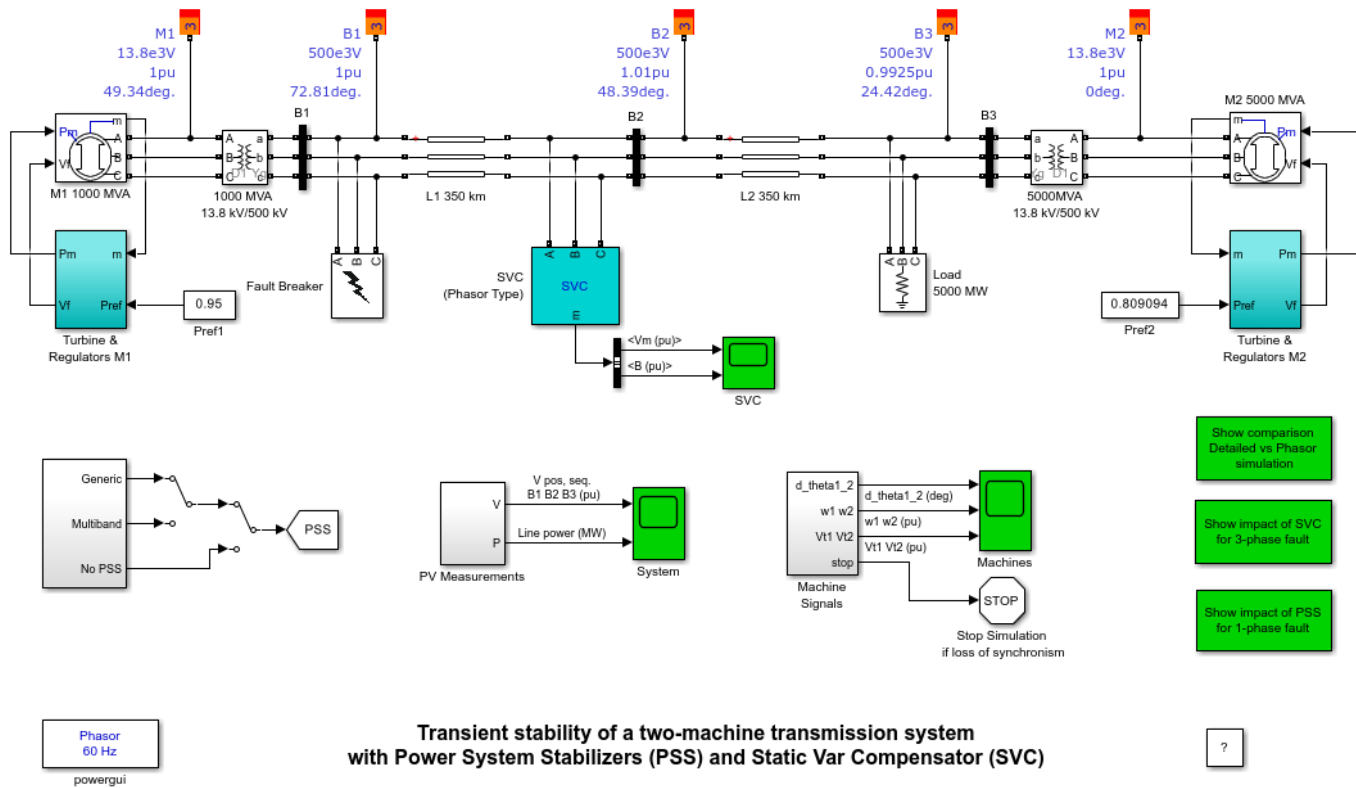 M1
13.8e3V
1pu
49.34deg.
3
B1
500e3V
1pu
72.81deg.
3
B2
500e3V
1.01pu
48.39deg.
3
B3
500e3V
0.9925pu
24.42deg.
3
M2
13.8e3V
1pu
0deg.
3
Pm
m
A
B
C
Vf
M1 1000 MVA
A
B
C
a
b
c
D1 Yg
1000 MVA
13.8 kV/500 kV
B1
L1 350 km
B2
L2 350 km
B3
a
b
c
A
B
C
Yg D1
5000MVA
13.8 kV/500 kV
M2 5000 MVA
m
A
B
C
Pm
Vf
Pm
m
Vf
Pref
Turbine &
Regulators M1
0.95
Pref1
A
B
C
Fault Breaker
A
B
C
SVC
m
SVC
(Phasor Type)
<Vm (pu)>
<B (pu)>
SVC
A
B
C
Load
5000 MW
0.809094
Pref2
m
Pm
Pref
Vf
Turbine &
Regulators M2
Generic
Multiband
No PSS
PSS
V
P
PV Measurements
V pos, seq.
B1 B2 B3 (pu)
Line power (MW)
System
d_theta1_2
w1 w2
Vt1 Vt2
stop
Machine
Signals
d_theta1_2 (deg)
w1 w2 (pu)
Vt1 Vt2 (pu)
Machines
STOP
Stop Simulation
if loss of synchronism
Show comparison
Detailed vs Phasor
simulation
Show impact of SVC
for 3-phase fault
Show impact of PSS
for 1-phase fault
Phasor
60 Hz
powergui
Transient stability of a two-machine transmission system
with Power System Stabilizers (PSS) and Static Var Compensator (SVC)
?